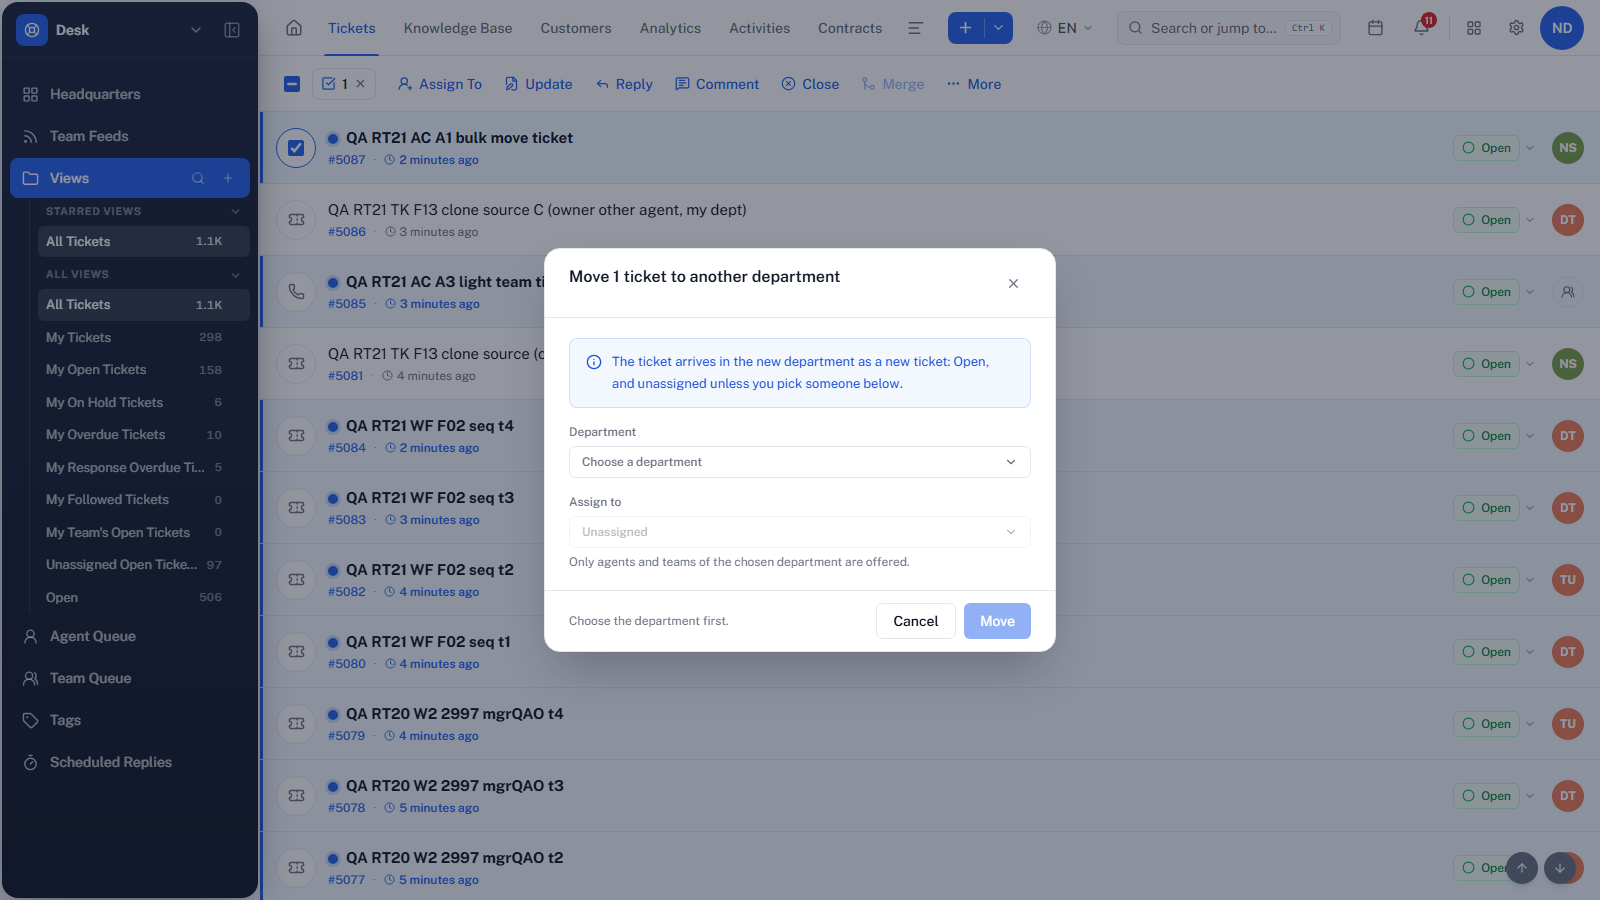 Desk
Headquarters
Team Feeds
Views
STARRED VIEWS
All Tickets 1.1K
ALL VIEWS
All Tickets 1.1K
My Tickets 298
My Open Tickets 158
My On Hold Tickets 6
My Overdue Tickets 10
My Response Overdue Ti... 5
My Followed Tickets 0
My Team's Open Tickets 0
Unassigned Open Ticke... 97
Open 506
Agent Queue
Team Queue
Tags
Scheduled Replies
Tickets Knowledge Base Customers Analytics Activities Contracts EN Search or jump to... Ctrl K 11 ND
1 Assign To Update Reply Comment Close Merge More
QA RT21 AC A1 bulk move ticket
#5087 · 2 minutes ago Open NS
QA RT21 TK F13 clone source C (owner other agent, my dept)
#5086 · 3 minutes ago Open DT
QA RT21 AC A3 light team ti
#5085 · 3 minutes ago Open
QA RT21 TK F13 clone source (o
#5081 · 4 minutes ago Open NS
QA RT21 WF F02 seq t4
#5084 · 2 minutes ago Open DT
QA RT21 WF F02 seq t3
#5083 · 3 minutes ago Open DT
QA RT21 WF F02 seq t2
#5082 · 4 minutes ago Open TU
QA RT21 WF F02 seq t1
#5080 · 4 minutes ago Open DT
QA RT20 W2 2997 mgrQAO t4
#5079 · 4 minutes ago Open TU
QA RT20 W2 2997 mgrQAO t3
#5078 · 5 minutes ago Open DT
QA RT20 W2 2997 mgrQAO t2
#5077 · 5 minutes ago
Move 1 ticket to another department
The ticket arrives in the new department as a new ticket: Open,
and unassigned unless you pick someone below.
Department
Choose a department
Assign to
Unassigned
Only agents and teams of the chosen department are offered.
Choose the department first. Cancel Move